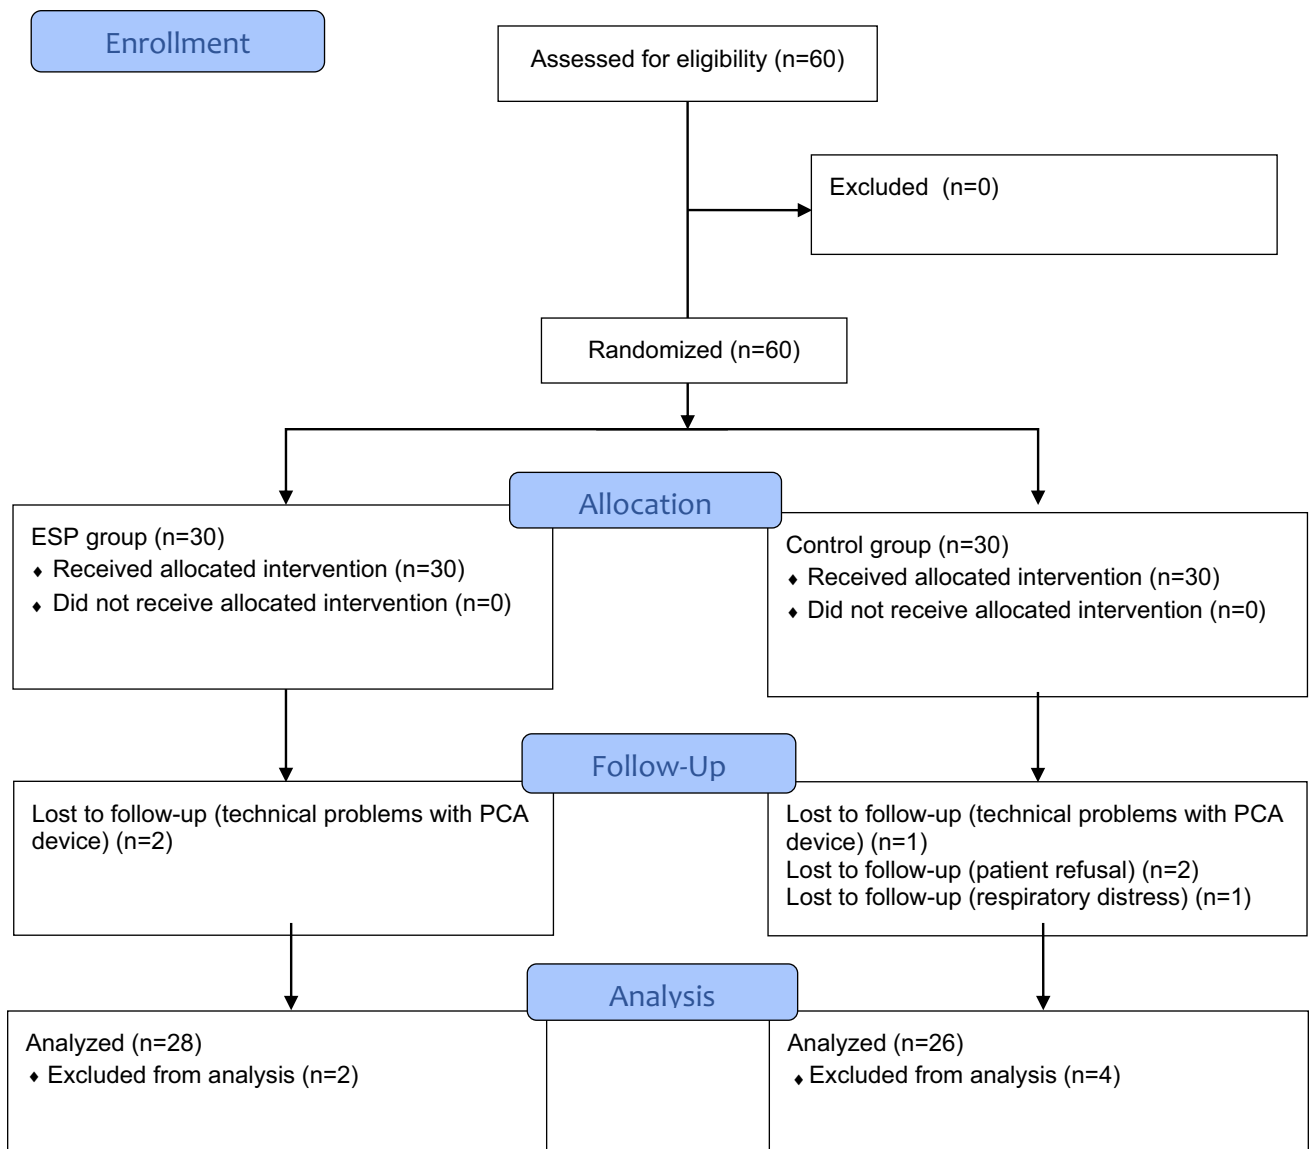 Enrollment
Assessed for eligibility (n=60)
Excluded (n=0)
Randomized (n=60)
Allocation
ESP group (n=30)
♦ Received allocated intervention (n=30)
♦ Did not receive allocated intervention (n=0)
Control group (n=30)
♦ Received allocated intervention (n=30)
♦ Did not receive allocated intervention (n=0)
Follow-Up
Lost to follow-up (technical problems with PCA
device) (n=2)
Lost to follow-up (technical problems with PCA
device) (n=1)
Lost to follow-up (patient refusal) (n=2)
Lost to follow-up (respiratory distress) (n=1)
Analysis
Analyzed (n=28)
♦ Excluded from analysis (n=2)
Analyzed (n=26)
♦ Excluded from analysis (n=4)